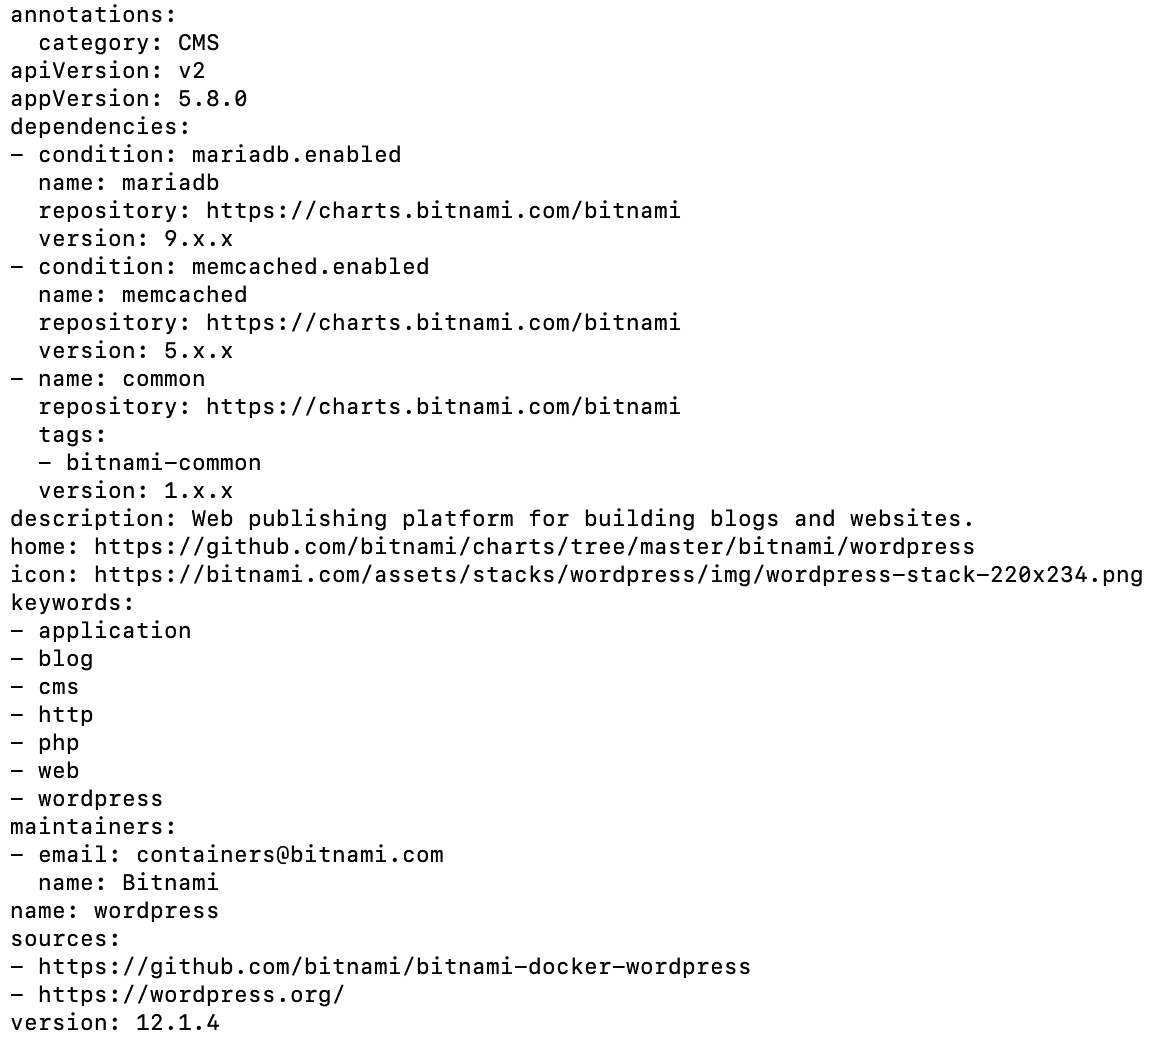 annotations:
  category: CMS
apiVersion: v2
appVersion: 5.8.0
dependencies:
- condition: mariadb.enabled
  name: mariadb
  repository: https://charts.bitnami.com/bitnami
  version: 9.x.x
- condition: memcached.enabled
  name: memcached
  repository: https://charts.bitnami.com/bitnami
  version: 5.x.x
- name: common
  repository: https://charts.bitnami.com/bitnami
  tags:
  - bitnami-common
  version: 1.x.x
description: Web publishing platform for building blogs and websites.
home: https://github.com/bitnami/charts/tree/master/bitnami/wordpress
icon: https://bitnami.com/assets/stacks/wordpress/img/wordpress-stack-220x234.png
keywords:
- application
- blog
- cms
- http
- php
- web
- wordpress
maintainers:
- email: containers@bitnami.com
  name: Bitnami
name: wordpress
sources:
- https://github.com/bitnami/bitnami-docker-wordpress
- https://wordpress.org/
version: 12.1.4